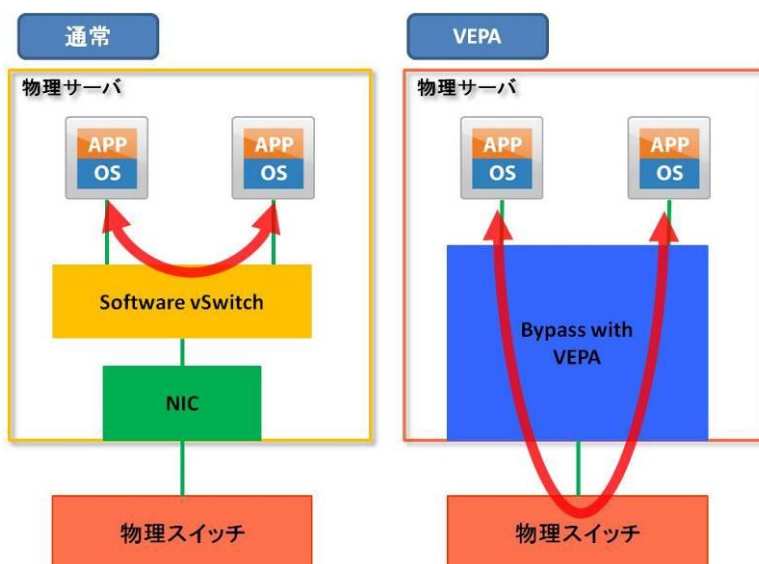 通常
物理サーバ
APP
OS
APP
OS
Software vSwitch
NIC
物理スイッチ
VEPA
物理サーバ
APP
OS
APP
OS
Bypass with
VEPA
物理スイッチ